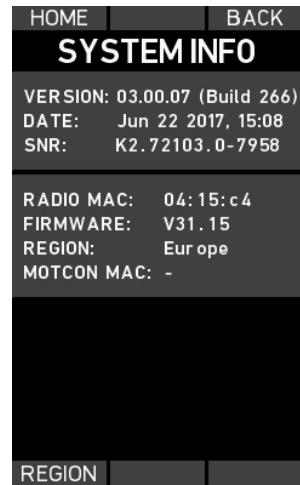 HOME BACK
SYSTEM INFO
VERSION: 03.00.07 (Build 266)
DATE: Jun 22 2017, 15:08
SNR: K2.72103.0-7958
RADIO MAC: 04:15:c4
FIRMWARE: V31.15
REGION: Europe
MOTCON MAC: -
REGION